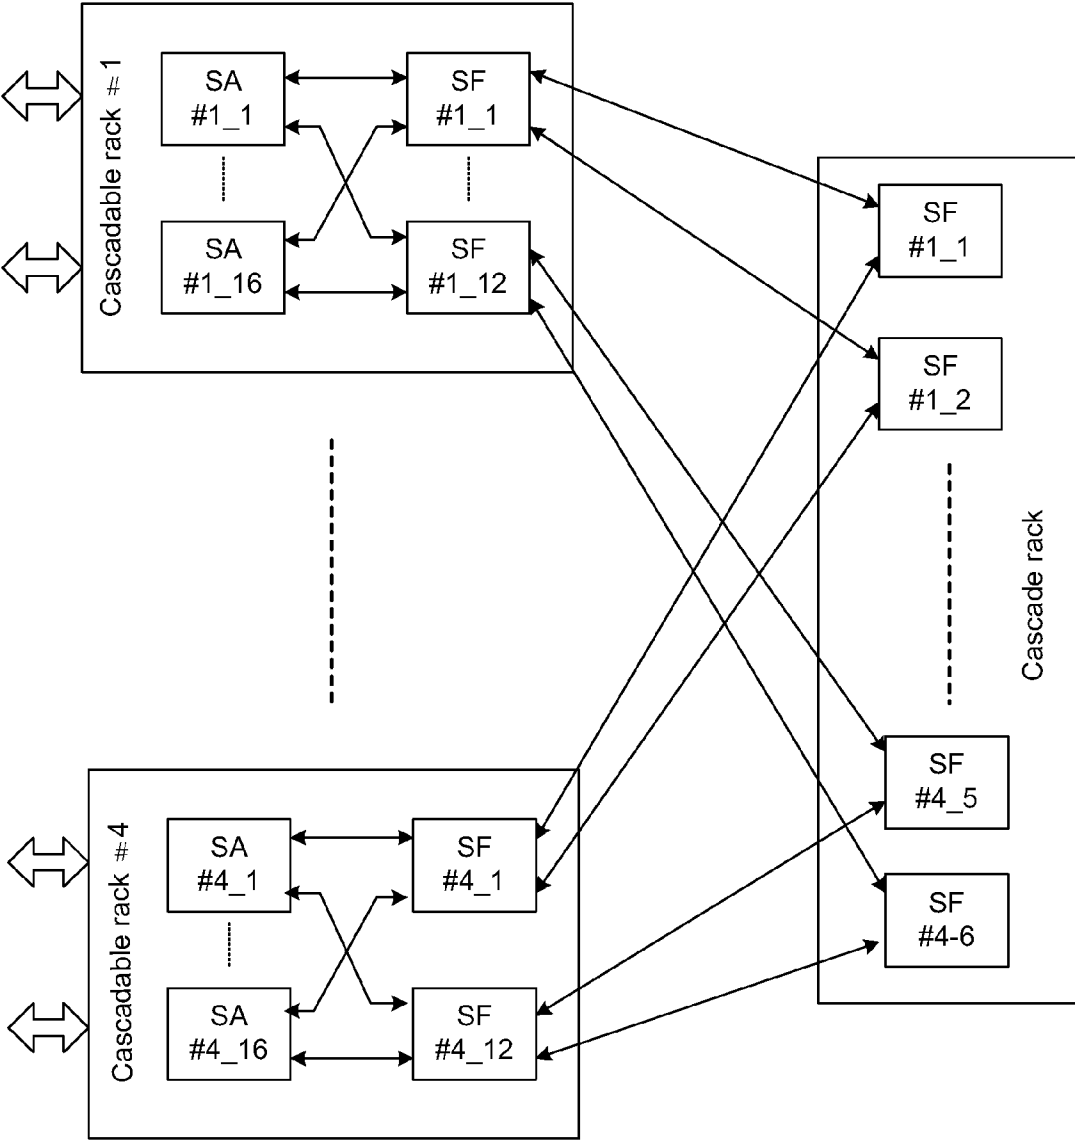 Cascadable rack #1
SA
#1_1
SF
#1_1
SA
#1_16
SF
#1_12
SF
#1_1
SF
#1_2
Cascade rack
SF
#4_5
SF
#4-6
Cascadable rack #4
SA
#4_1
SF
#4_1
SA
#4_16
SF
#4_12